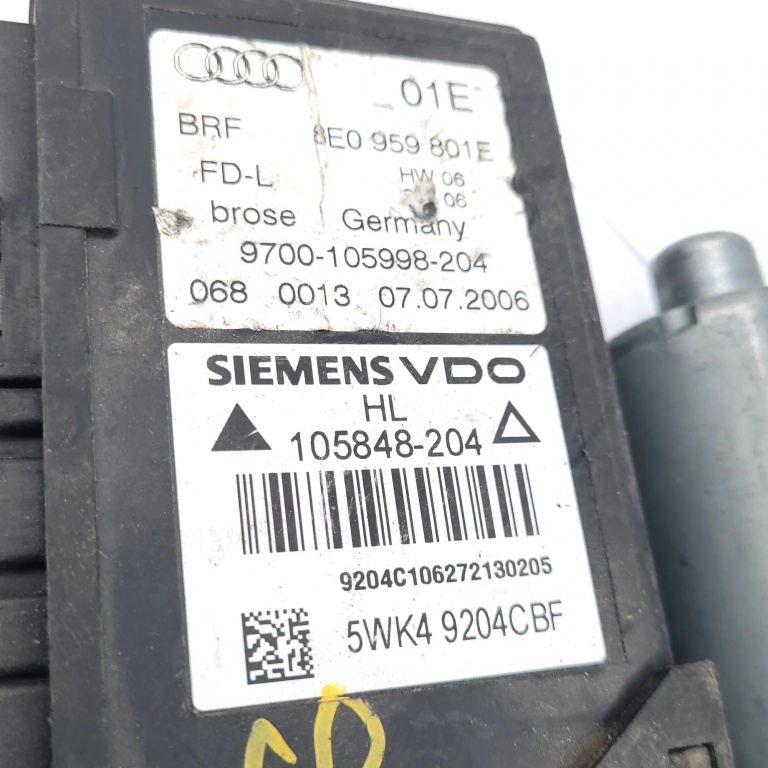 01E
BRF 8E0 959 801E
FD-L HW 06
06
brose Germany
9700-105998-204
068 0013 07.07.2006
SIEMENS VDO
HL
105848-204
9204C106272130205
5WK4 9204CBF